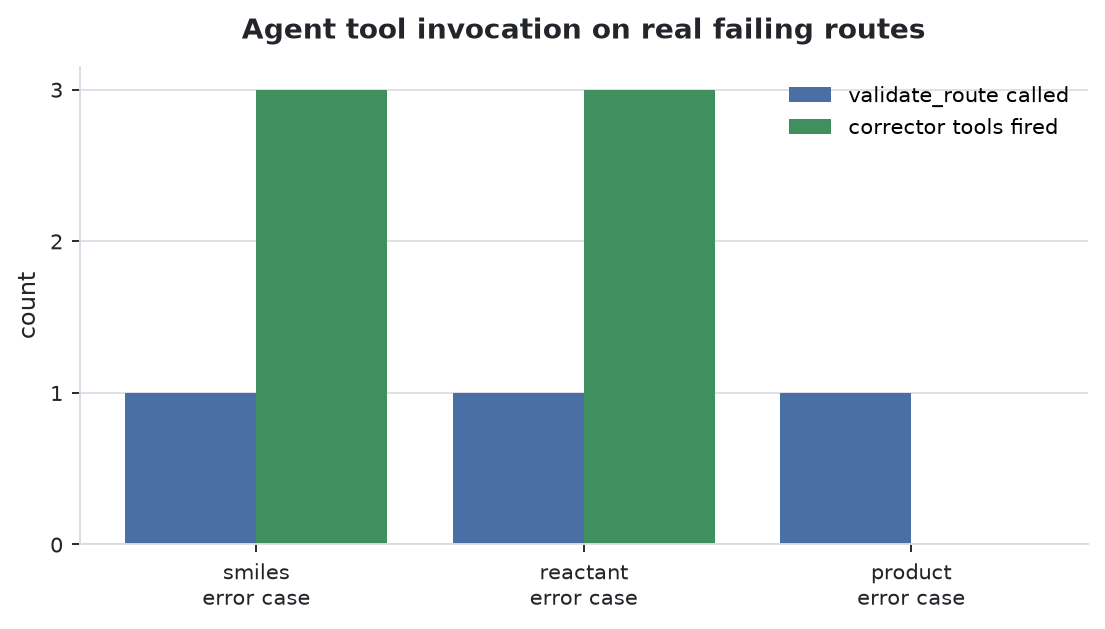 Agent tool invocation on real failing routes
validate_route called
corrector tools fired
count
3
2
1
0
smiles
error case
reactant
error case
product
error case